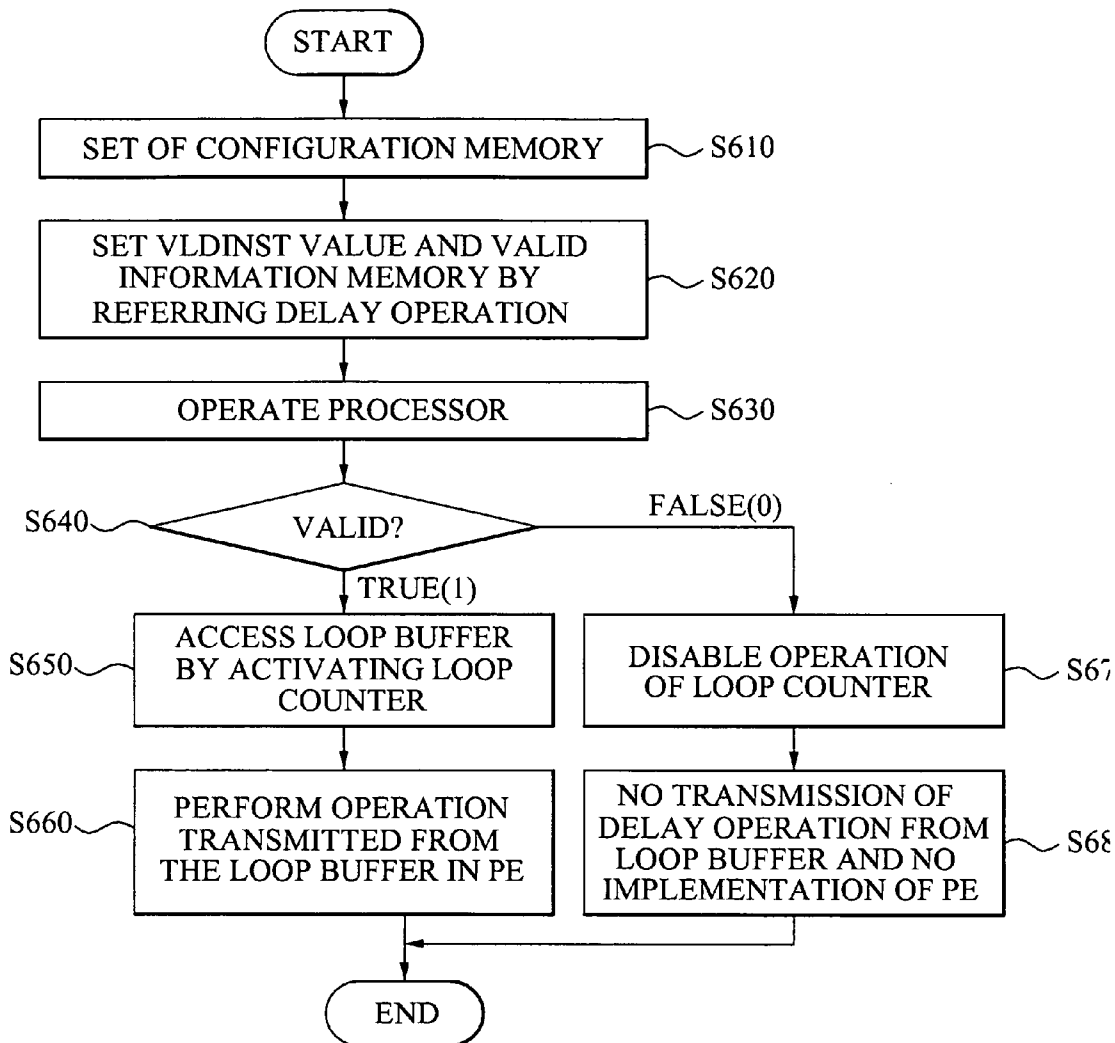 START
SET OF CONFIGURATION MEMORY
S610
SET VLDINST VALUE AND VALID
INFORMATION MEMORY BY
REFERRING DELAY OPERATION
S620
OPERATE PROCESSOR
S630
S640
VALID?
FALSE(0)
TRUE(1)
S650
ACCESS LOOP BUFFER
BY ACTIVATING LOOP
COUNTER
DISABLE OPERATION
OF LOOP COUNTER
S67
S660
PERFORM OPERATION
TRANSMITTED FROM
THE LOOP BUFFER IN PE
NO TRANSMISSION OF
DELAY OPERATION FROM
LOOP BUFFER AND NO
IMPLEMENTATION OF PE
S68
END